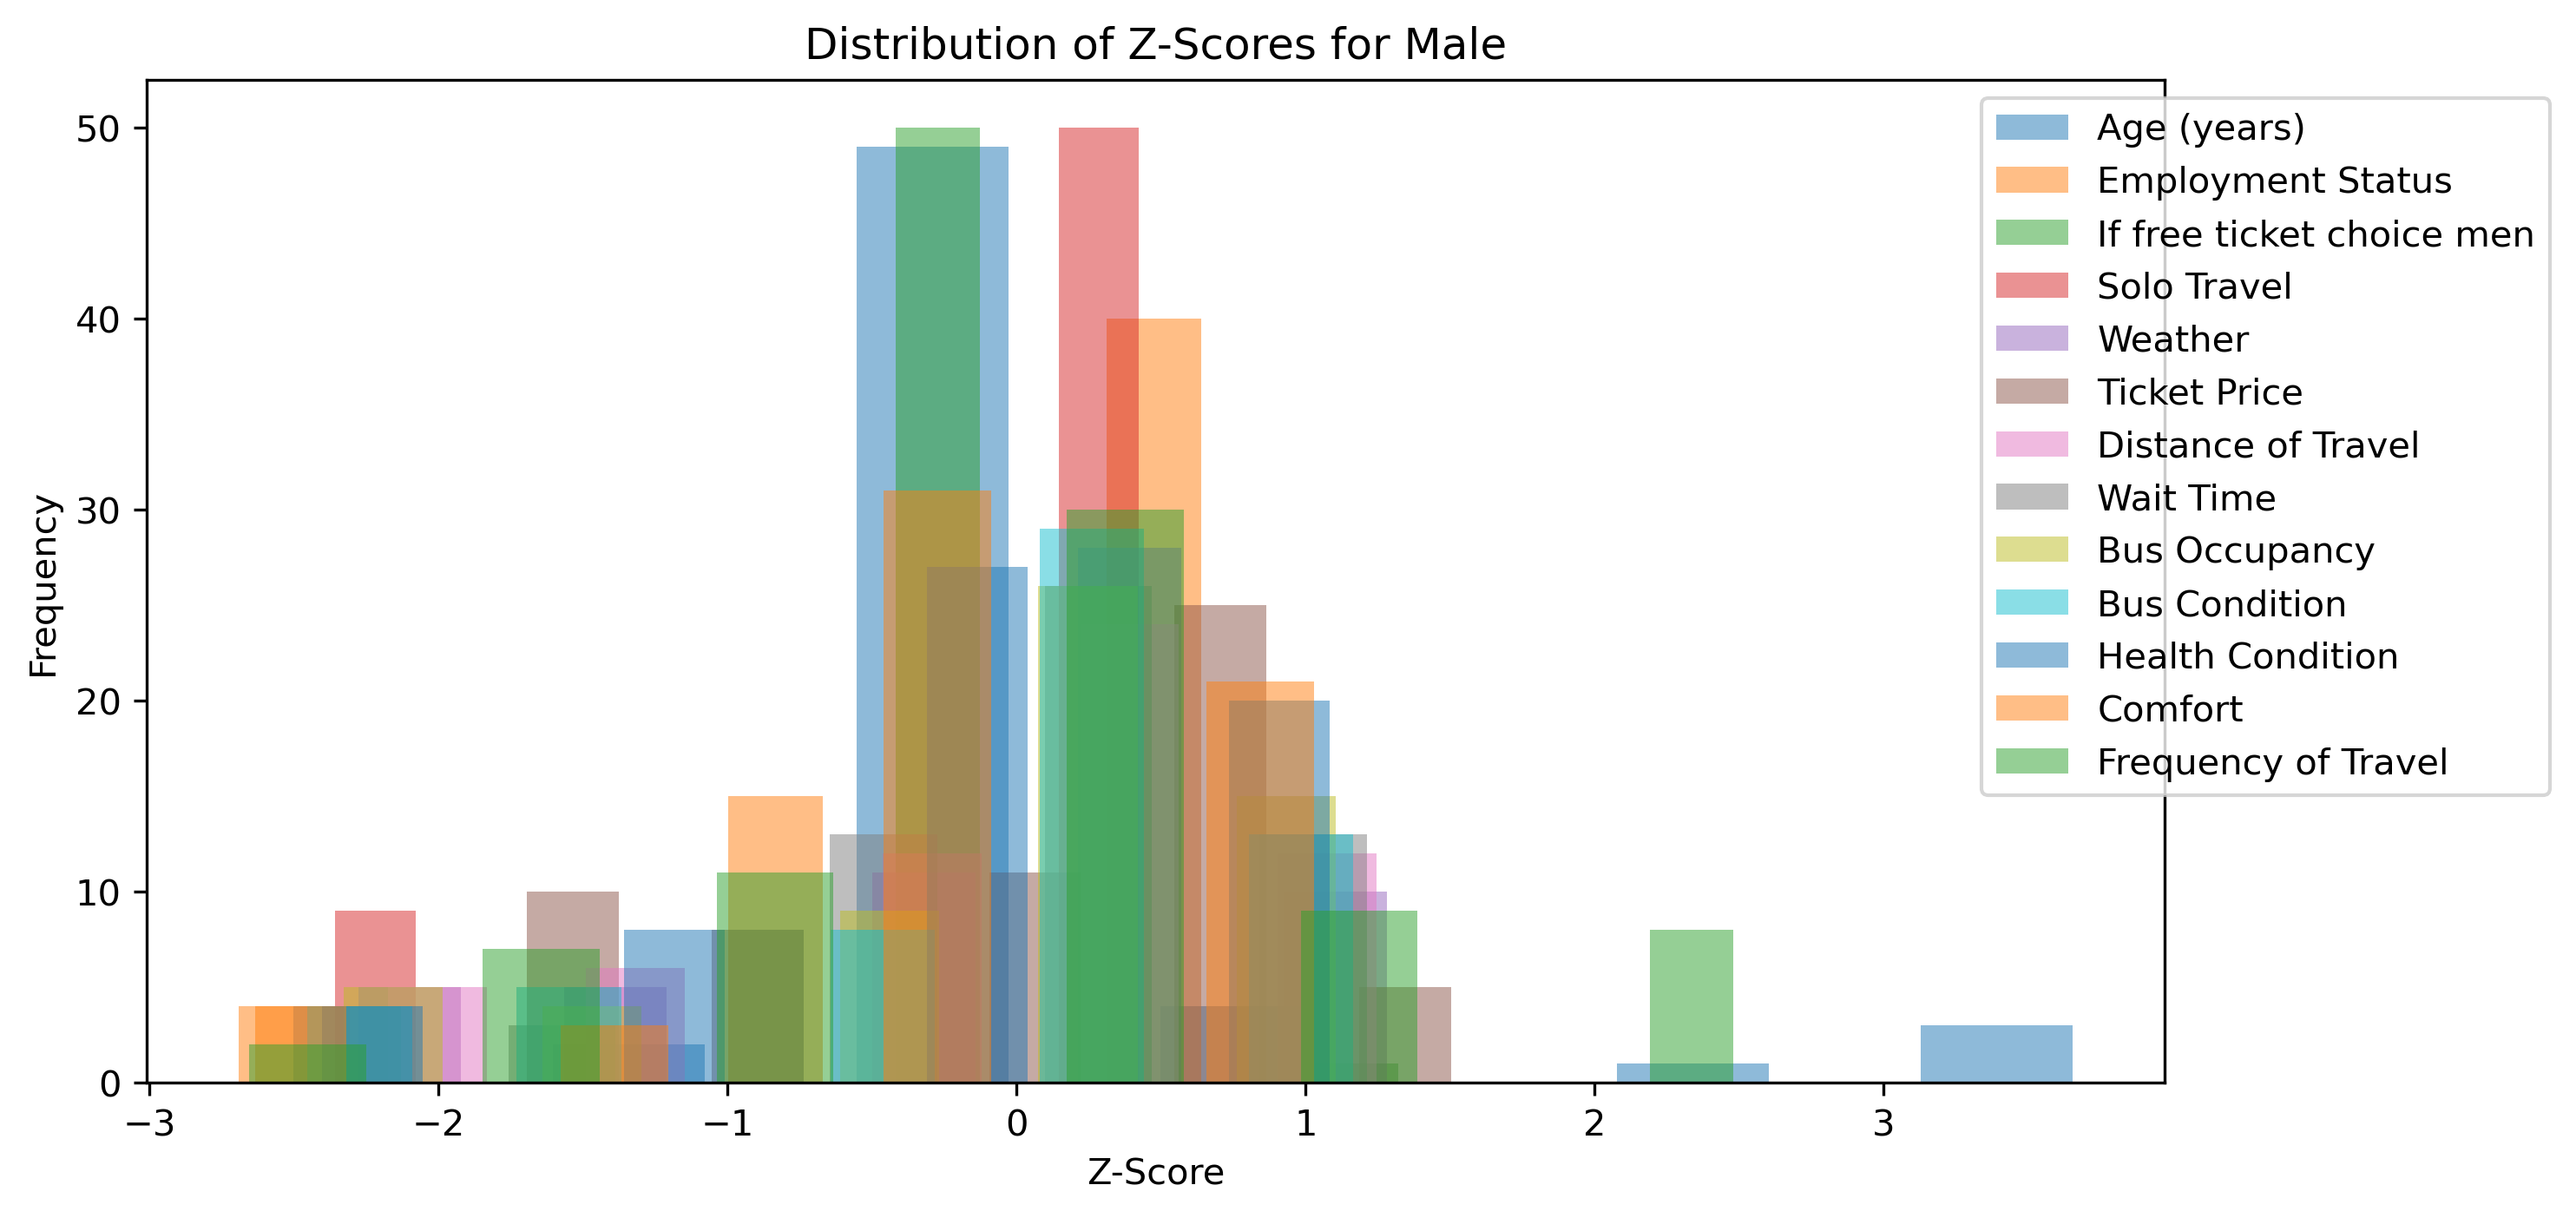 Distribution of Z-Scores for Male
50
40
30
20
10
0
Frequency
−3
−2
−1
0
1
2
3
Z-Score
Age (years)
Employment Status
If free ticket choice men
Solo Travel
Weather
Ticket Price
Distance of Travel
Wait Time
Bus Occupancy
Bus Condition
Health Condition
Comfort
Frequency of Travel